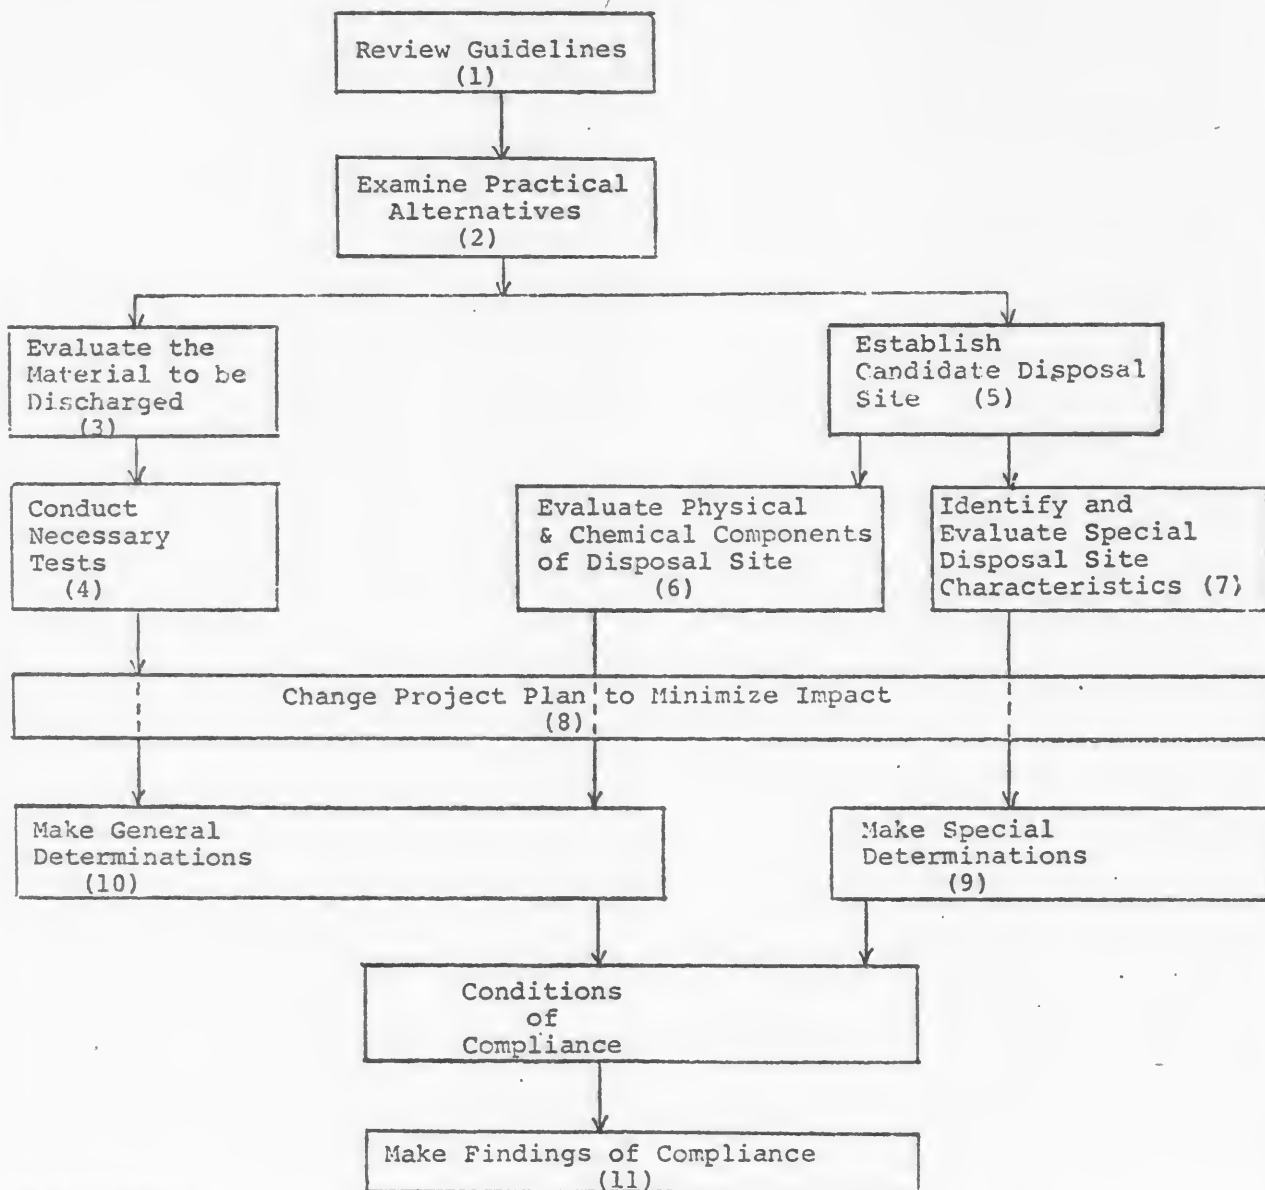 Review Guidelines
(1)
Examine Practical
Alternatives
(2)
Evaluate the
Material to be
Discharged
(3)
Establish
Candidate Disposal
Site (5)
Conduct
Necessary
Tests
(4)
Evaluate Physical
& Chemical Components
of Disposal Site
(6)
Identify and
Evaluate Special
Disposal Site
Characteristics (7)
Change Project Plan to Minimize Impact
(8)
Make General
Determinations
(10)
Make Special
Determinations
(9)
Conditions
of
Compliance
Make Findings of Compliance
(11)